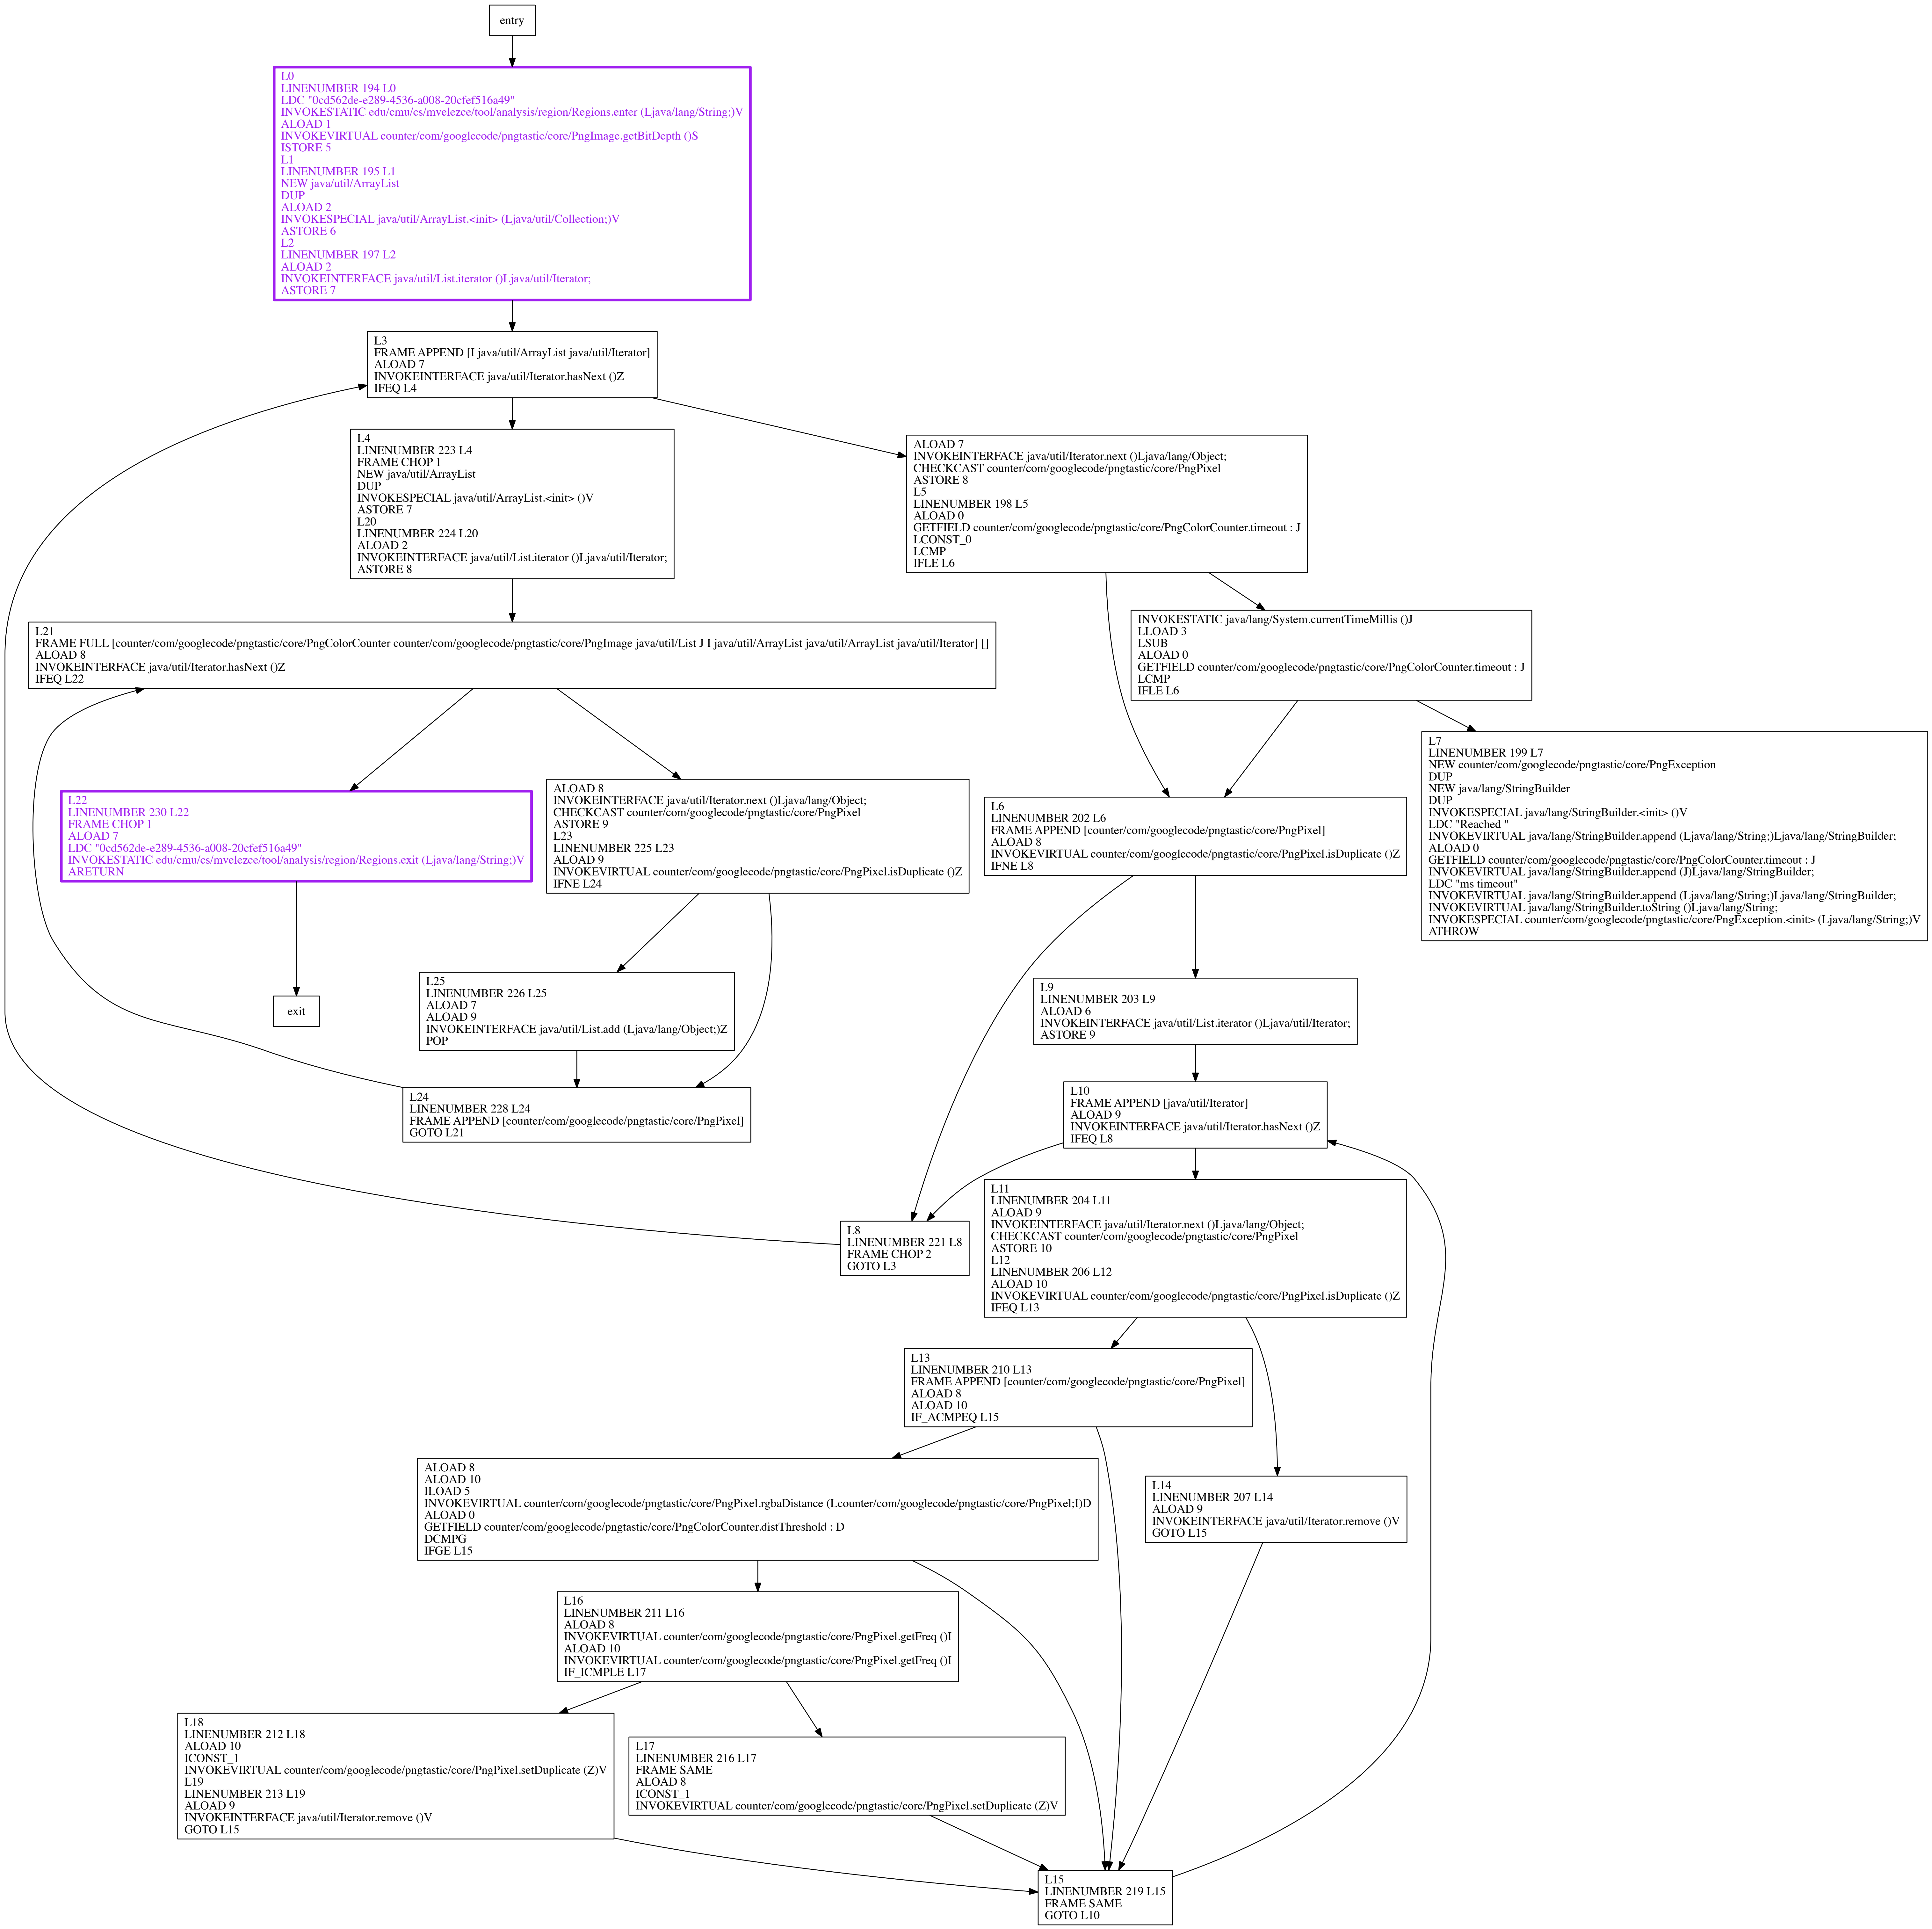 entry
L0
LINENUMBER 194 L0
LDC "0cd562de-e289-4536-a008-20cfef516a49"
INVOKESTATIC edu/cmu/cs/mvelezce/tool/analysis/region/Regions.enter (Ljava/lang/String;)V
ALOAD 1
INVOKEVIRTUAL counter/com/googlecode/pngtastic/core/PngImage.getBitDepth ()S
ISTORE 5
L1
LINENUMBER 195 L1
NEW java/util/ArrayList
DUP
ALOAD 2
INVOKESPECIAL java/util/ArrayList.<init> (Ljava/util/Collection;)V
ASTORE 6
L2
LINENUMBER 197 L2
ALOAD 2
INVOKEINTERFACE java/util/List.iterator ()Ljava/util/Iterator;
ASTORE 7
L3
FRAME APPEND [I java/util/ArrayList java/util/Iterator]
ALOAD 7
INVOKEINTERFACE java/util/Iterator.hasNext ()Z
IFEQ L4
L4
LINENUMBER 223 L4
FRAME CHOP 1
NEW java/util/ArrayList
DUP
INVOKESPECIAL java/util/ArrayList.<init> ()V
ASTORE 7
L20
LINENUMBER 224 L20
ALOAD 2
INVOKEINTERFACE java/util/List.iterator ()Ljava/util/Iterator;
ASTORE 8
ALOAD 7
INVOKEINTERFACE java/util/Iterator.next ()Ljava/lang/Object;
CHECKCAST counter/com/googlecode/pngtastic/core/PngPixel
ASTORE 8
L5
LINENUMBER 198 L5
ALOAD 0
GETFIELD counter/com/googlecode/pngtastic/core/PngColorCounter.timeout : J
LCONST_0
LCMP
IFLE L6
INVOKESTATIC java/lang/System.currentTimeMillis ()J
LLOAD 3
LSUB
ALOAD 0
GETFIELD counter/com/googlecode/pngtastic/core/PngColorCounter.timeout : J
LCMP
IFLE L6
L21
FRAME FULL [counter/com/googlecode/pngtastic/core/PngColorCounter counter/com/googlecode/pngtastic/core/PngImage java/util/List J I java/util/ArrayList java/util/ArrayList java/util/Iterator] []
ALOAD 8
INVOKEINTERFACE java/util/Iterator.hasNext ()Z
IFEQ L22
L7
LINENUMBER 199 L7
NEW counter/com/googlecode/pngtastic/core/PngException
DUP
NEW java/lang/StringBuilder
DUP
INVOKESPECIAL java/lang/StringBuilder.<init> ()V
LDC "Reached "
INVOKEVIRTUAL java/lang/StringBuilder.append (Ljava/lang/String;)Ljava/lang/StringBuilder;
ALOAD 0
GETFIELD counter/com/googlecode/pngtastic/core/PngColorCounter.timeout : J
INVOKEVIRTUAL java/lang/StringBuilder.append (J)Ljava/lang/StringBuilder;
LDC "ms timeout"
INVOKEVIRTUAL java/lang/StringBuilder.append (Ljava/lang/String;)Ljava/lang/StringBuilder;
INVOKEVIRTUAL java/lang/StringBuilder.toString ()Ljava/lang/String;
INVOKESPECIAL counter/com/googlecode/pngtastic/core/PngException.<init> (Ljava/lang/String;)V
ATHROW
L22
LINENUMBER 230 L22
FRAME CHOP 1
ALOAD 7
LDC "0cd562de-e289-4536-a008-20cfef516a49"
INVOKESTATIC edu/cmu/cs/mvelezce/tool/analysis/region/Regions.exit (Ljava/lang/String;)V
ARETURN
ALOAD 8
INVOKEINTERFACE java/util/Iterator.next ()Ljava/lang/Object;
CHECKCAST counter/com/googlecode/pngtastic/core/PngPixel
ASTORE 9
L23
LINENUMBER 225 L23
ALOAD 9
INVOKEVIRTUAL counter/com/googlecode/pngtastic/core/PngPixel.isDuplicate ()Z
IFNE L24
L6
LINENUMBER 202 L6
FRAME APPEND [counter/com/googlecode/pngtastic/core/PngPixel]
ALOAD 8
INVOKEVIRTUAL counter/com/googlecode/pngtastic/core/PngPixel.isDuplicate ()Z
IFNE L8
L25
LINENUMBER 226 L25
ALOAD 7
ALOAD 9
INVOKEINTERFACE java/util/List.add (Ljava/lang/Object;)Z
POP
exit
L9
LINENUMBER 203 L9
ALOAD 6
INVOKEINTERFACE java/util/List.iterator ()Ljava/util/Iterator;
ASTORE 9
L24
LINENUMBER 228 L24
FRAME APPEND [counter/com/googlecode/pngtastic/core/PngPixel]
GOTO L21
L10
FRAME APPEND [java/util/Iterator]
ALOAD 9
INVOKEINTERFACE java/util/Iterator.hasNext ()Z
IFEQ L8
L8
LINENUMBER 221 L8
FRAME CHOP 2
GOTO L3
L11
LINENUMBER 204 L11
ALOAD 9
INVOKEINTERFACE java/util/Iterator.next ()Ljava/lang/Object;
CHECKCAST counter/com/googlecode/pngtastic/core/PngPixel
ASTORE 10
L12
LINENUMBER 206 L12
ALOAD 10
INVOKEVIRTUAL counter/com/googlecode/pngtastic/core/PngPixel.isDuplicate ()Z
IFEQ L13
L13
LINENUMBER 210 L13
FRAME APPEND [counter/com/googlecode/pngtastic/core/PngPixel]
ALOAD 8
ALOAD 10
IF_ACMPEQ L15
ALOAD 8
ALOAD 10
ILOAD 5
INVOKEVIRTUAL counter/com/googlecode/pngtastic/core/PngPixel.rgbaDistance (Lcounter/com/googlecode/pngtastic/core/PngPixel;I)D
ALOAD 0
GETFIELD counter/com/googlecode/pngtastic/core/PngColorCounter.distThreshold : D
DCMPG
IFGE L15
L14
LINENUMBER 207 L14
ALOAD 9
INVOKEINTERFACE java/util/Iterator.remove ()V
GOTO L15
L16
LINENUMBER 211 L16
ALOAD 8
INVOKEVIRTUAL counter/com/googlecode/pngtastic/core/PngPixel.getFreq ()I
ALOAD 10
INVOKEVIRTUAL counter/com/googlecode/pngtastic/core/PngPixel.getFreq ()I
IF_ICMPLE L17
L18
LINENUMBER 212 L18
ALOAD 10
ICONST_1
INVOKEVIRTUAL counter/com/googlecode/pngtastic/core/PngPixel.setDuplicate (Z)V
L19
LINENUMBER 213 L19
ALOAD 9
INVOKEINTERFACE java/util/Iterator.remove ()V
GOTO L15
L17
LINENUMBER 216 L17
FRAME SAME
ALOAD 8
ICONST_1
INVOKEVIRTUAL counter/com/googlecode/pngtastic/core/PngPixel.setDuplicate (Z)V
L15
LINENUMBER 219 L15
FRAME SAME
GOTO L10